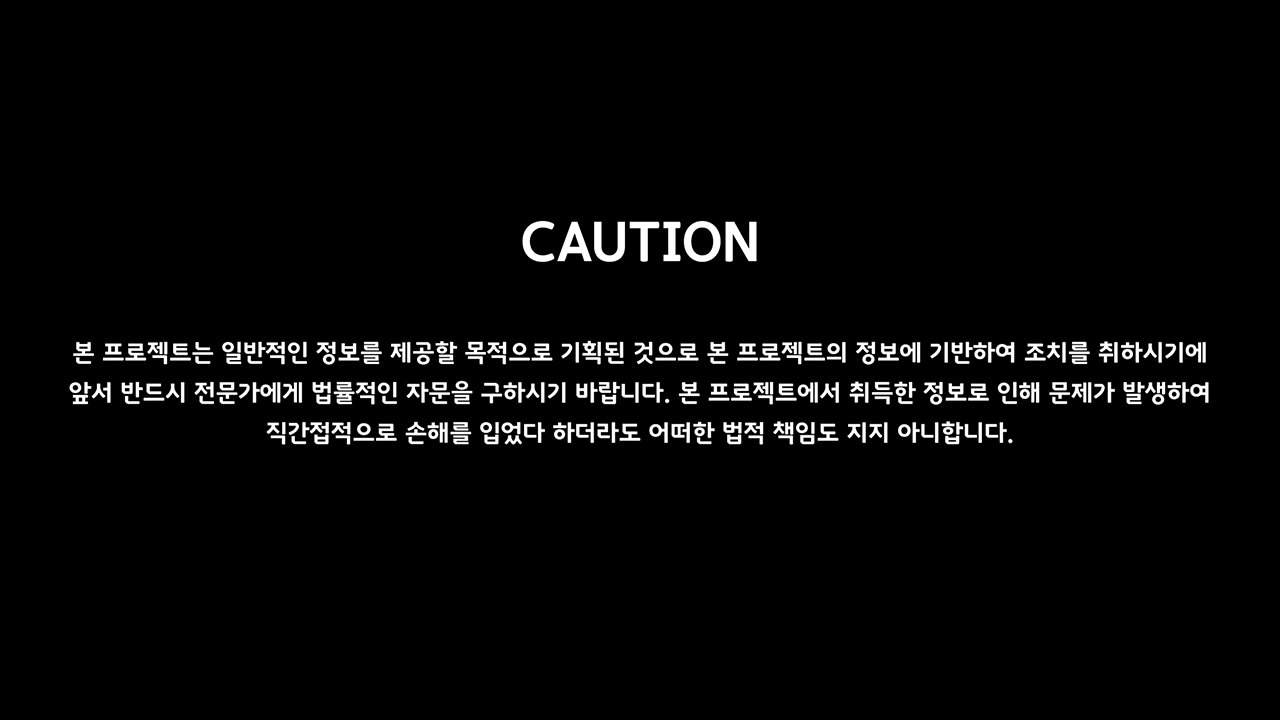 CAUTION
본 프로젝트는 일반적인 정보를 제공할 목적으로 기획된 것으로 본 프로젝트의 정보에 기반하여 조치를 취하시기에
앞서 반드시 전문가에게 법률적인 자문을 구하시기 바랍니다. 본 프로젝트에서 취득한 정보로 인해 문제가 발생하여
직간접적으로 손해를 입었다 하더라도 어떠한 법적 책임도 지지 아니합니다.